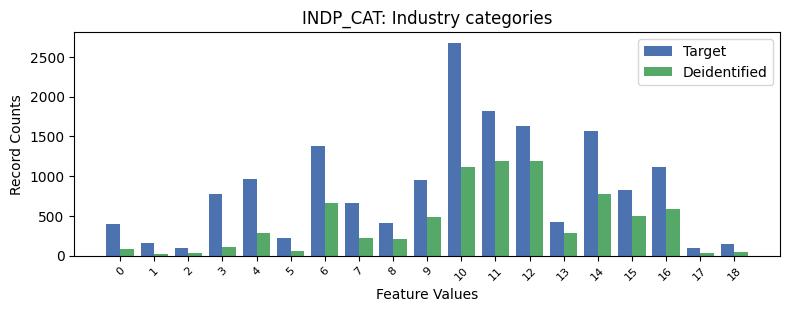 INDP_CAT: Industry categories
Target
Deidentified
Record Counts
2500
2000
1500
1000
500
0
0 1 2 3 4 5 6 7 8 9 10 11 12 13 14 15 16 17 18
Feature Values